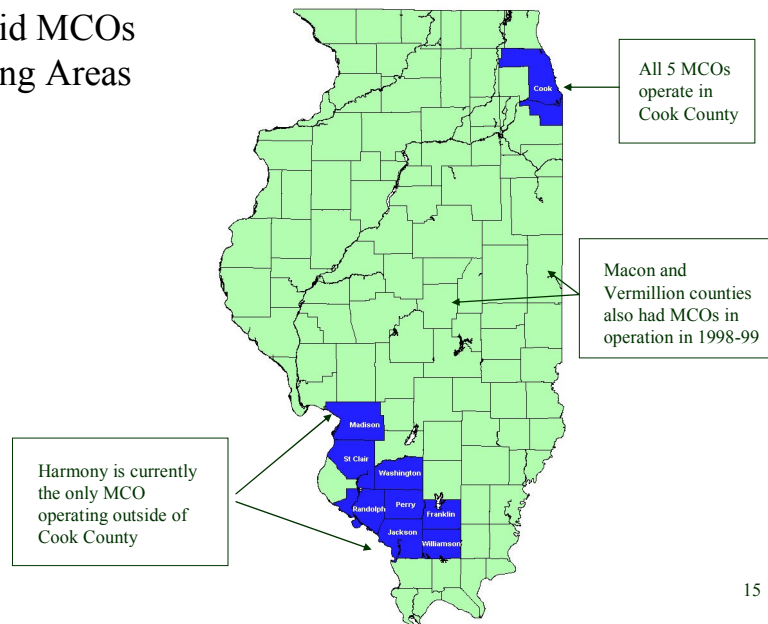 id MCOs
ng Areas
All 5 MCOs
operate in
Cook County
Cook
Macon and
Vermillion counties
also had MCOs in
operation in 1998-99
Madison
St Clair
Washington
Randolph
Perry
Franklin
Jackson
Williamson
Harmony is currently
the only MCO
operating outside of
Cook County
15